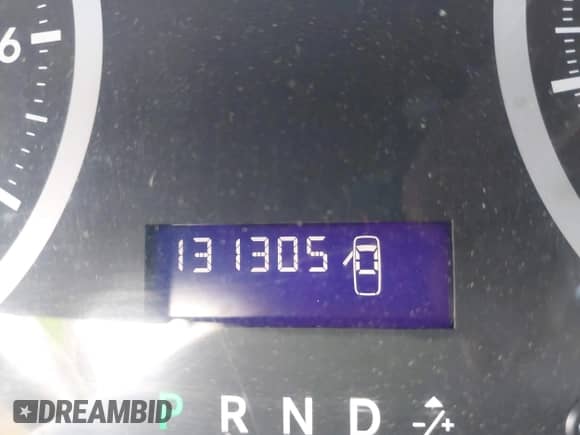 6
131305
P R N D -/+
DREAMBID